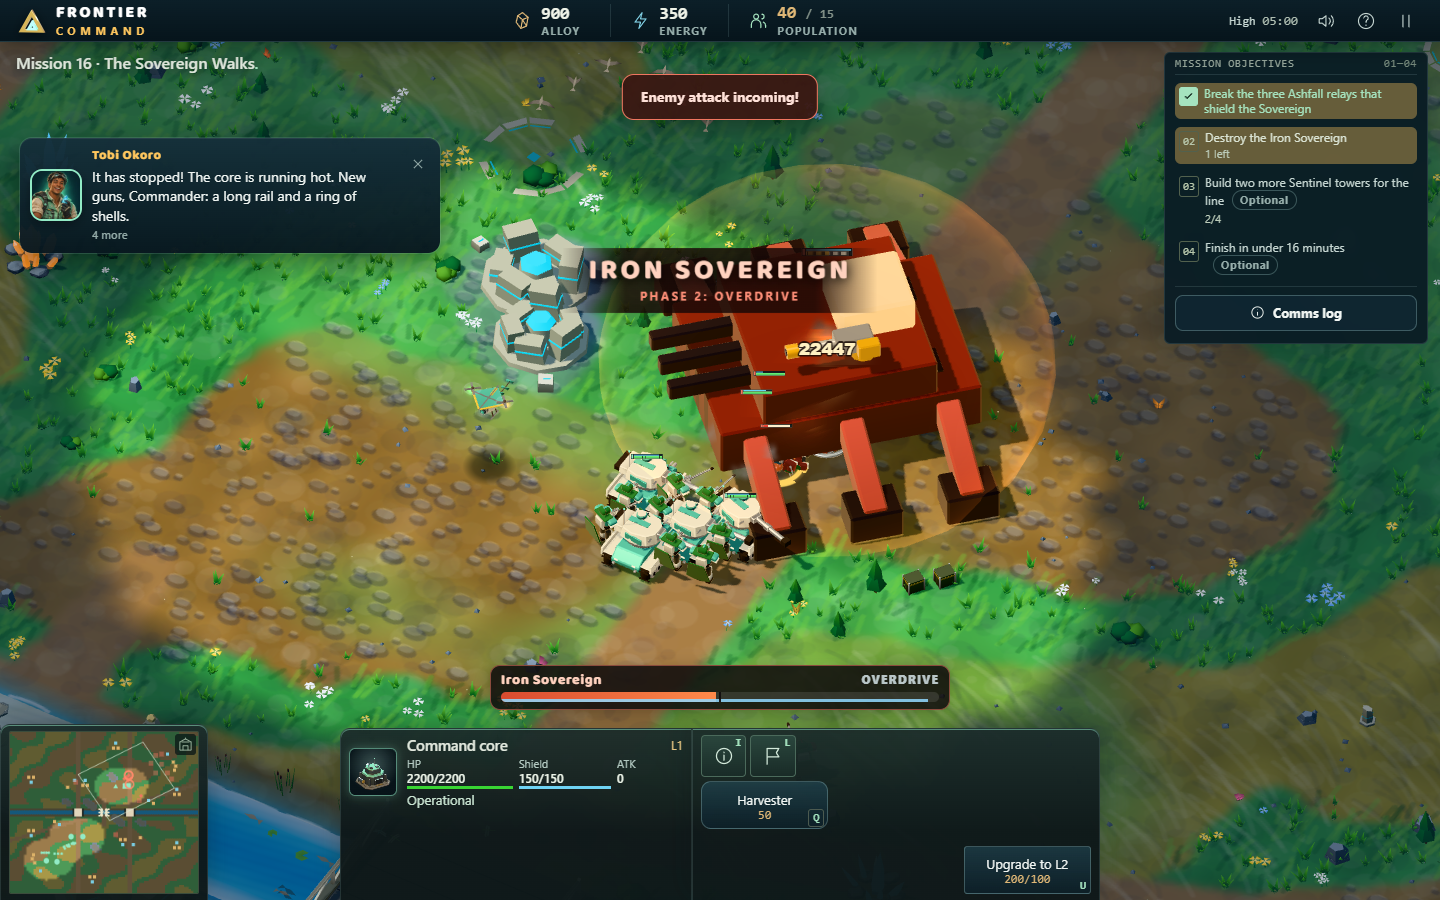 FRONTIER
COMMAND
900
ALLOY
350
ENERGY
40 / 15
POPULATION
High 05:00
Mission 16 · The Sovereign Walks.
Enemy attack incoming!
MISSION OBJECTIVES 01—04
Break the three Ashfall relays that
shield the Sovereign
02 Destroy the Iron Sovereign
1 left
03 Build two more Sentinel towers for the
line Optional
2/4
04 Finish in under 16 minutes
Optional
Comms log
Tobi Okoro
It has stopped! The core is running hot. New
guns, Commander: a long rail and a ring of
shells.
4 more
IRON SOVEREIGN
PHASE 2: OVERDRIVE
22447
Iron Sovereign OVERDRIVE
Command core L1
HP Shield ATK
2200/2200 150/150 0
Operational
I L
Harvester
50
Q
Upgrade to L2
200/100
U